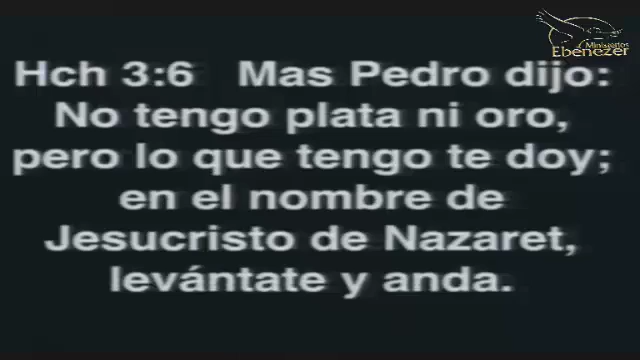 Ministerios
Ebenezer
Hch 3:6 Mas Pedro dijo:
No tengo plata ni oro,
pero lo que tengo te doy;
en el nombre de
Jesucristo de Nazaret,
levántate y anda.